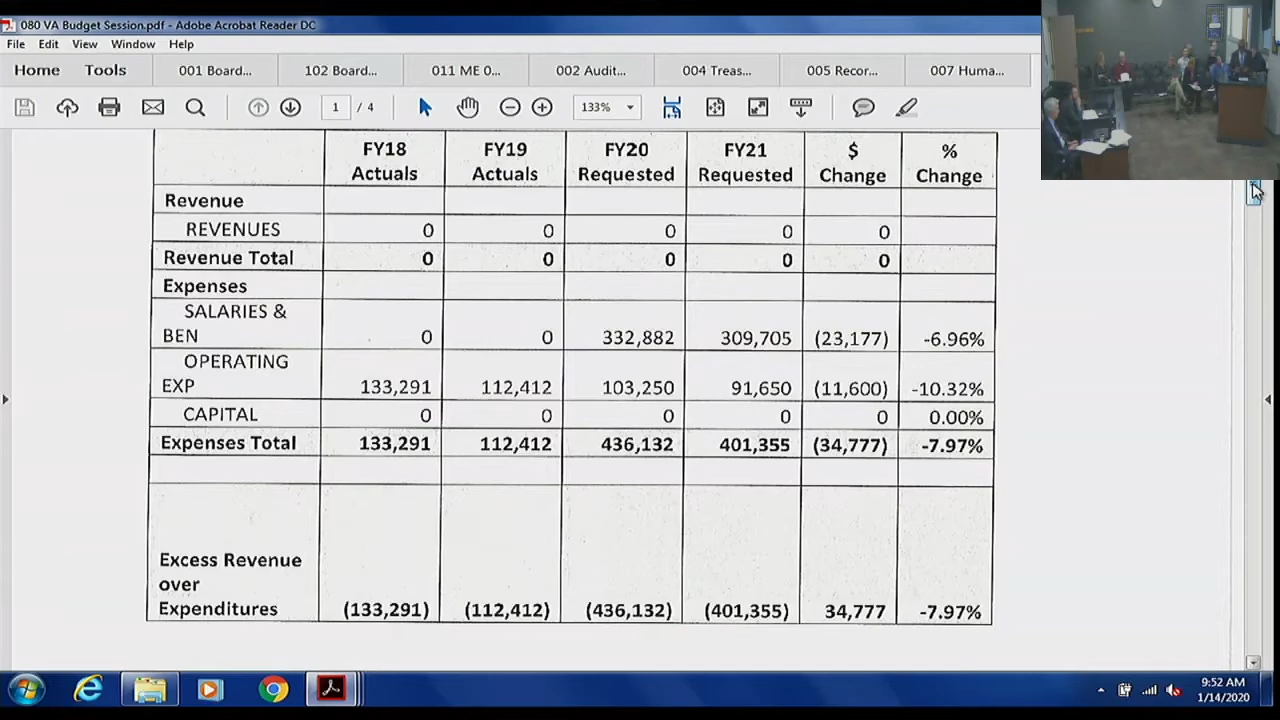 080 VA Budget Session.pdf - Adobe Acrobat Reader DC
File Edit View Window Help
Home Tools 001 Board... 102 Board... 011 ME 0... 002 Audit... 004 Treas... 005 Recor... 007 Huma...
1 / 4 133%
FY18 FY19 FY20 FY21 $ %
Actuals Actuals Requested Requested Change Change
Revenue
REVENUES 0 0 0 0 0
Revenue Total 0 0 0 0 0
Expenses
SALARIES &
BEN 0 0 332,882 309,705 (23,177) -6.96%
OPERATING
EXP 133,291 112,412 103,250 91,650 (11,600) -10.32%
CAPITAL 0 0 0 0 0 0.00%
Expenses Total 133,291 112,412 436,132 401,355 (34,777) -7.97%
Excess Revenue
over
Expenditures (133,291) (112,412) (436,132) (401,355) 34,777 -7.97%
9:52 AM
1/14/2020